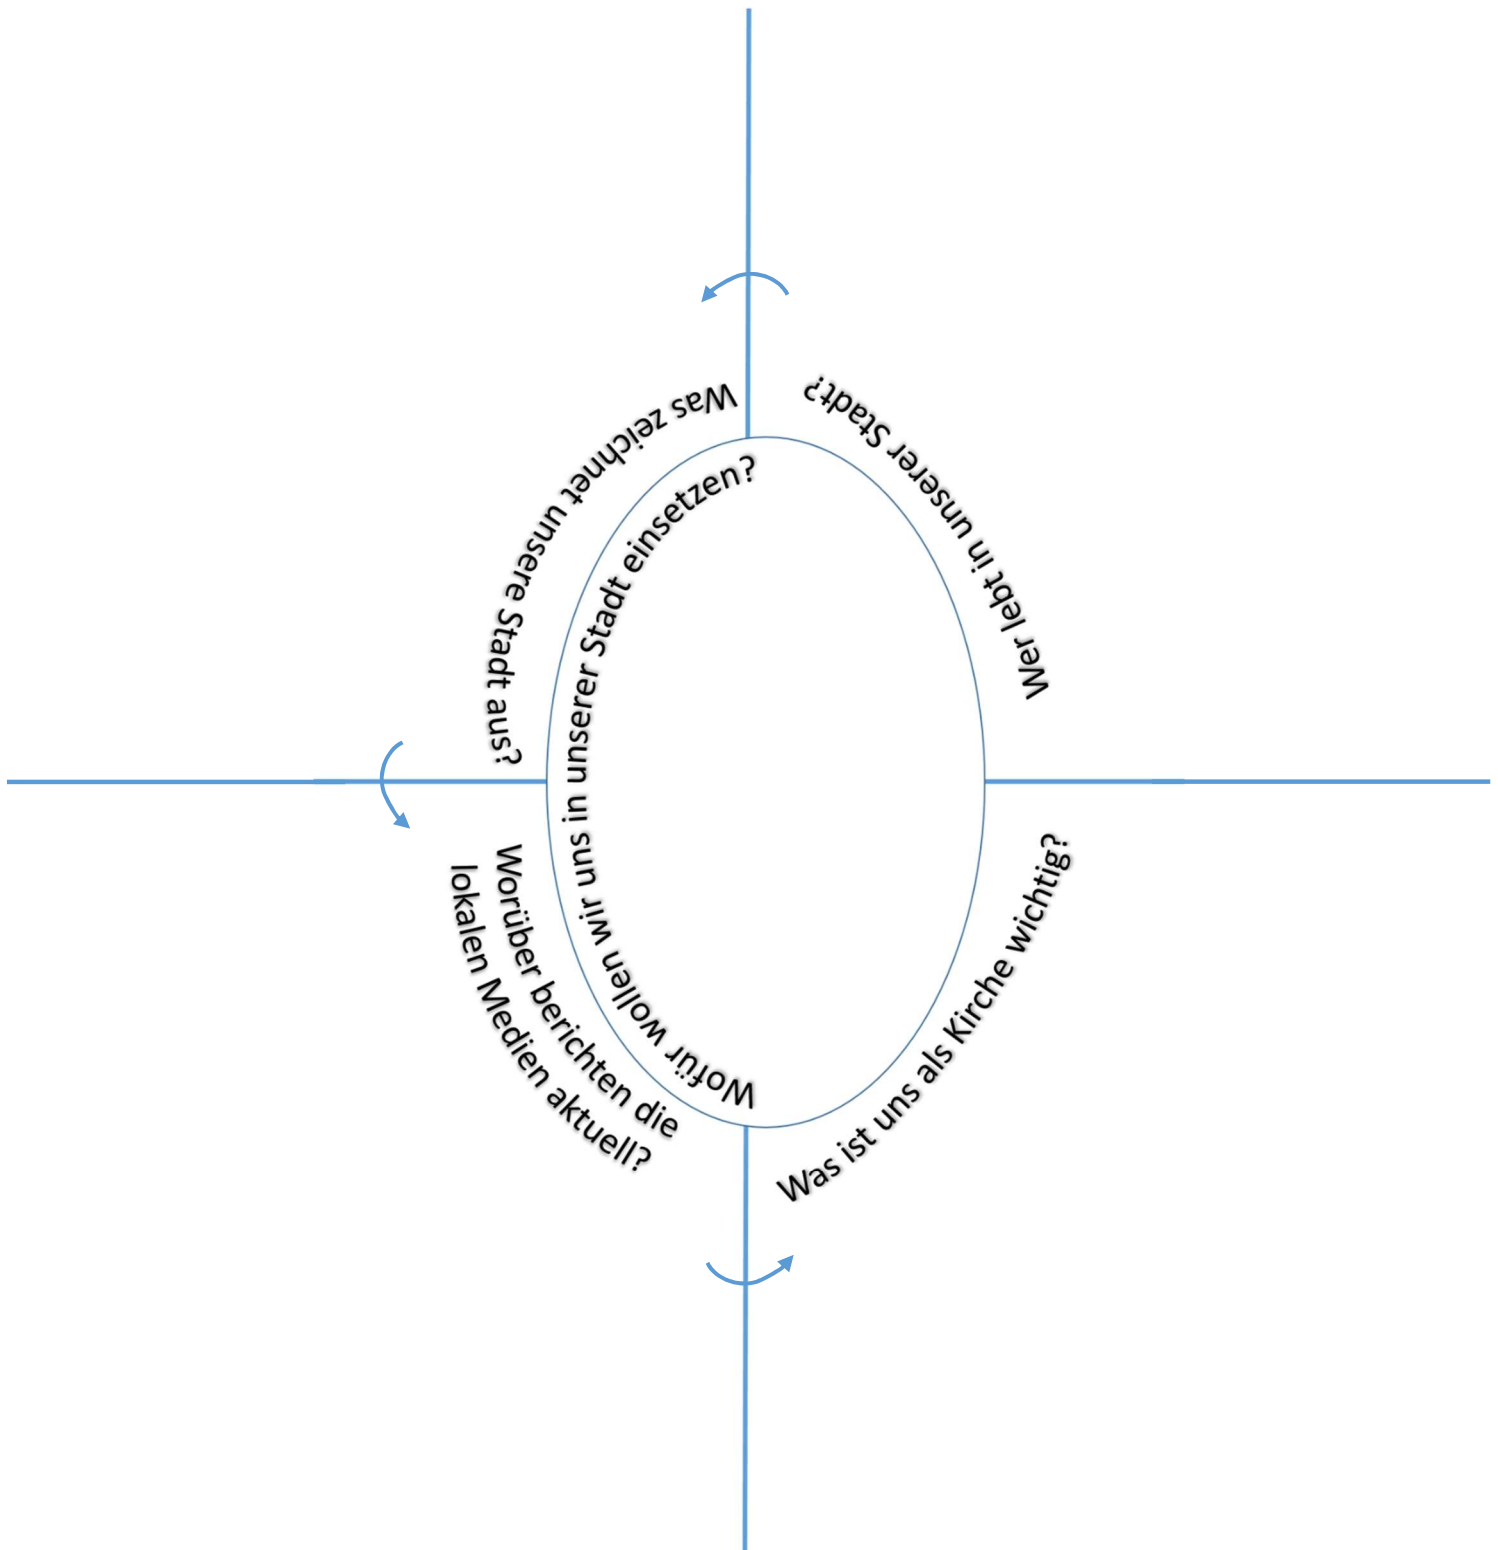 Wer lebt in unserer Stadt?
Was zeichnet unsere Stadt aus?
Worüber berichten die
lokalen Medien aktuell?
Was ist uns als Kirche wichtig?
Wofür wollen wir uns in unserer Stadt einsetzen?